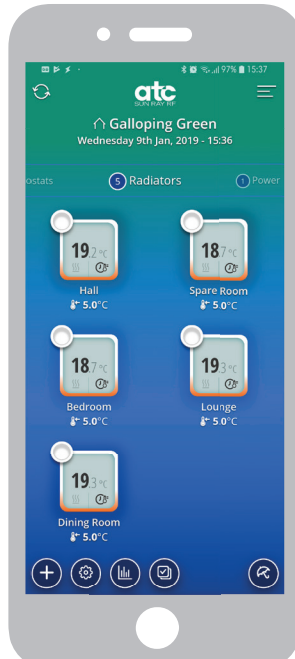 97% 15:37
atc
SUN RAY RF
Galloping Green
Wednesday 9th Jan, 2019 - 15:36
ostats 5 Radiators 1 Power
19.2 °C 18.7 °C
Hall Spare Room
5.0°C 5.0°C
18.7 °C 19.3 °C
Bedroom Lounge
5.0°C 5.0°C
19.3 °C
Dining Room
5.0°C